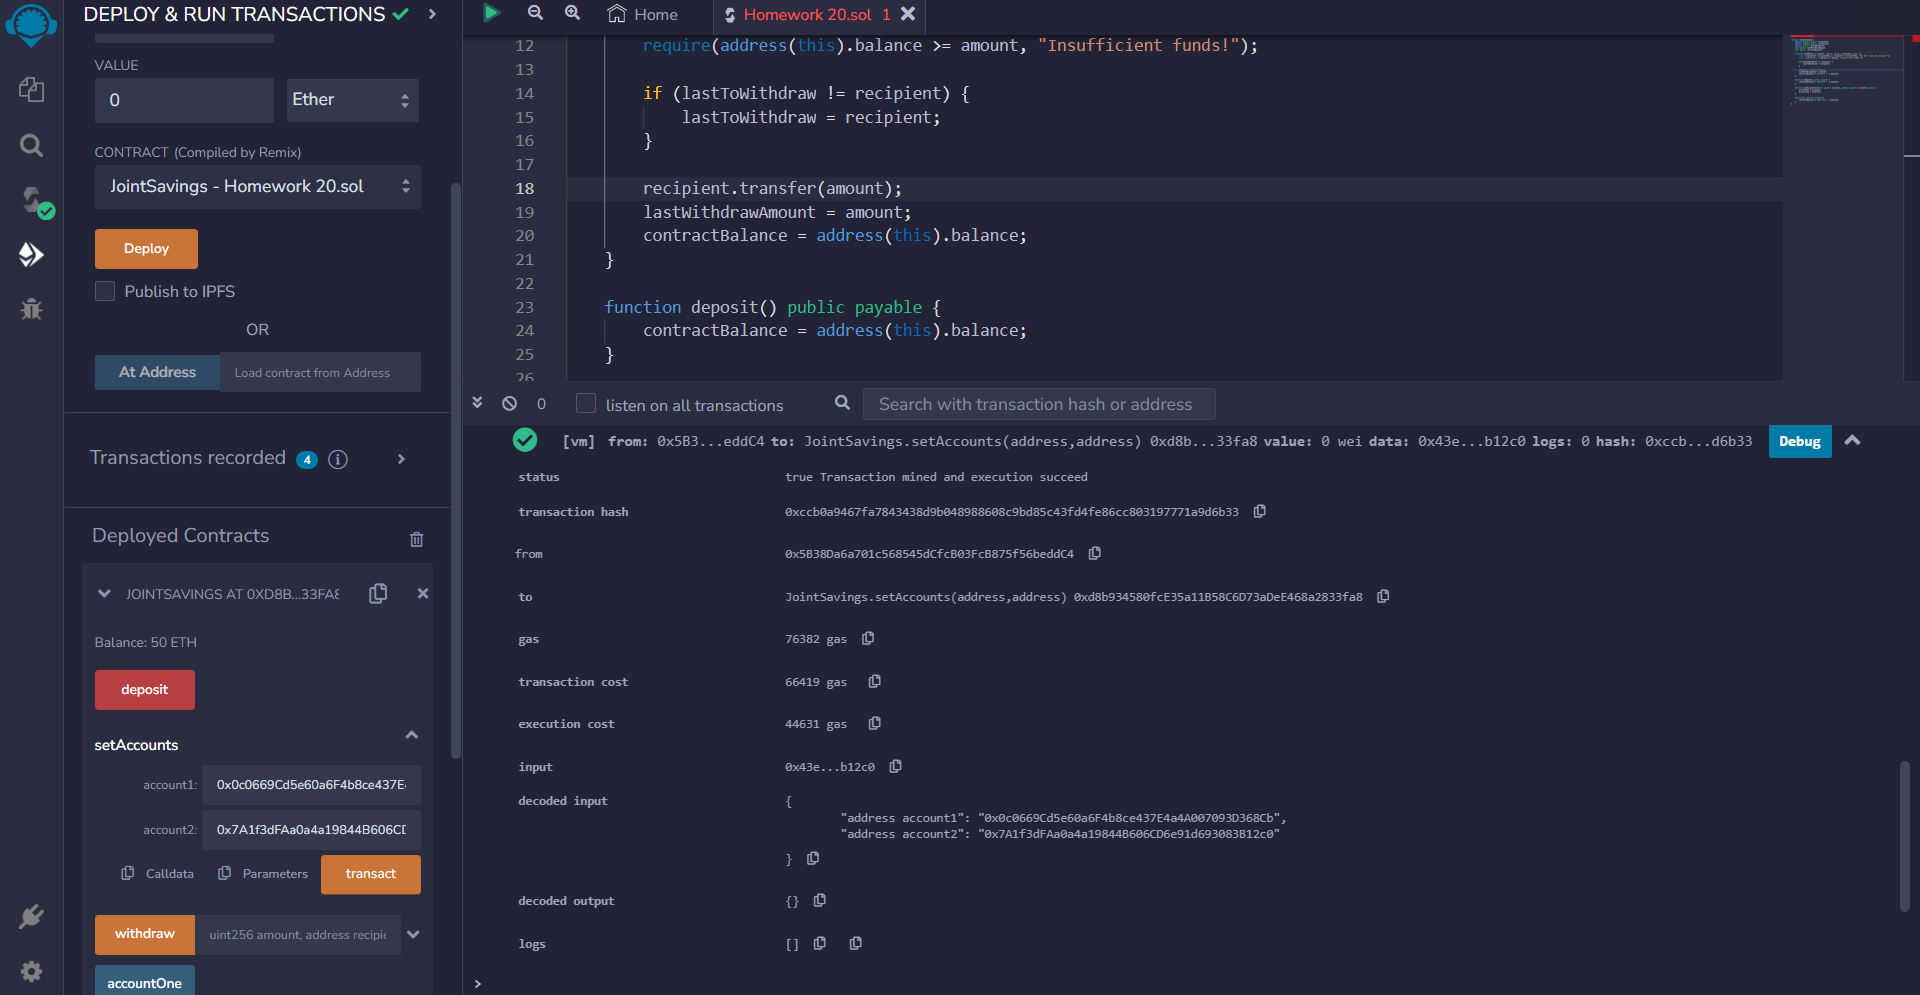 DEPLOY & RUN TRANSACTIONS
VALUE
0
Ether
CONTRACT (Compiled by Remix)
JointSavings - Homework 20.sol
Deploy
Publish to IPFS
OR
At Address
Load contract from Address
Transactions recorded 4
Deployed Contracts
JOINTSAVINGS AT 0XD8B...33FA8
Balance: 50 ETH
deposit
setAccounts
account1: 0x0c0669Cd5e60a6F4b8ce437E
account2: 0x7A1f3dFAa0a4a19844B606CD
Calldata
Parameters
transact
withdraw
uint256 amount, address recipie
accountOne
Home
Homework 20.sol 1
12 require(address(this).balance >= amount, "Insufficient funds!");
13
14 if (lastToWithdraw != recipient) {
15 lastToWithdraw = recipient;
16 }
17
18 recipient.transfer(amount);
19 lastWithdrawAmount = amount;
20 contractBalance = address(this).balance;
21 }
22
23 function deposit() public payable {
24 contractBalance = address(this).balance;
25 }
26
0
listen on all transactions
Search with transaction hash or address
[vm] from: 0x5B3...eddC4 to: JointSavings.setAccounts(address,address) 0xd8b...33fa8 value: 0 wei data: 0x43e...b12c0 logs: 0 hash: 0xccb...d6b33
Debug
status true Transaction mined and execution succeed
transaction hash 0xccb0a9467fa7843438d9b048988608c9bd85c43fd4fe86cc803197771a9d6b33
from 0x5B38Da6a701c568545dCfcB03FcB875f56beddC4
to JointSavings.setAccounts(address,address) 0xd8b934580fcE35a11B58C6D73aDeE468a2833fa8
gas 76382 gas
transaction cost 66419 gas
execution cost 44631 gas
input 0x43e...b12c0
decoded input {
"address account1": "0x0c0669Cd5e60a6F4b8ce437E4a4A007093D368Cb",
"address account2": "0x7A1f3dFAa0a4a19844B606CD6e91d693083B12c0"
}
decoded output {}
logs []
>